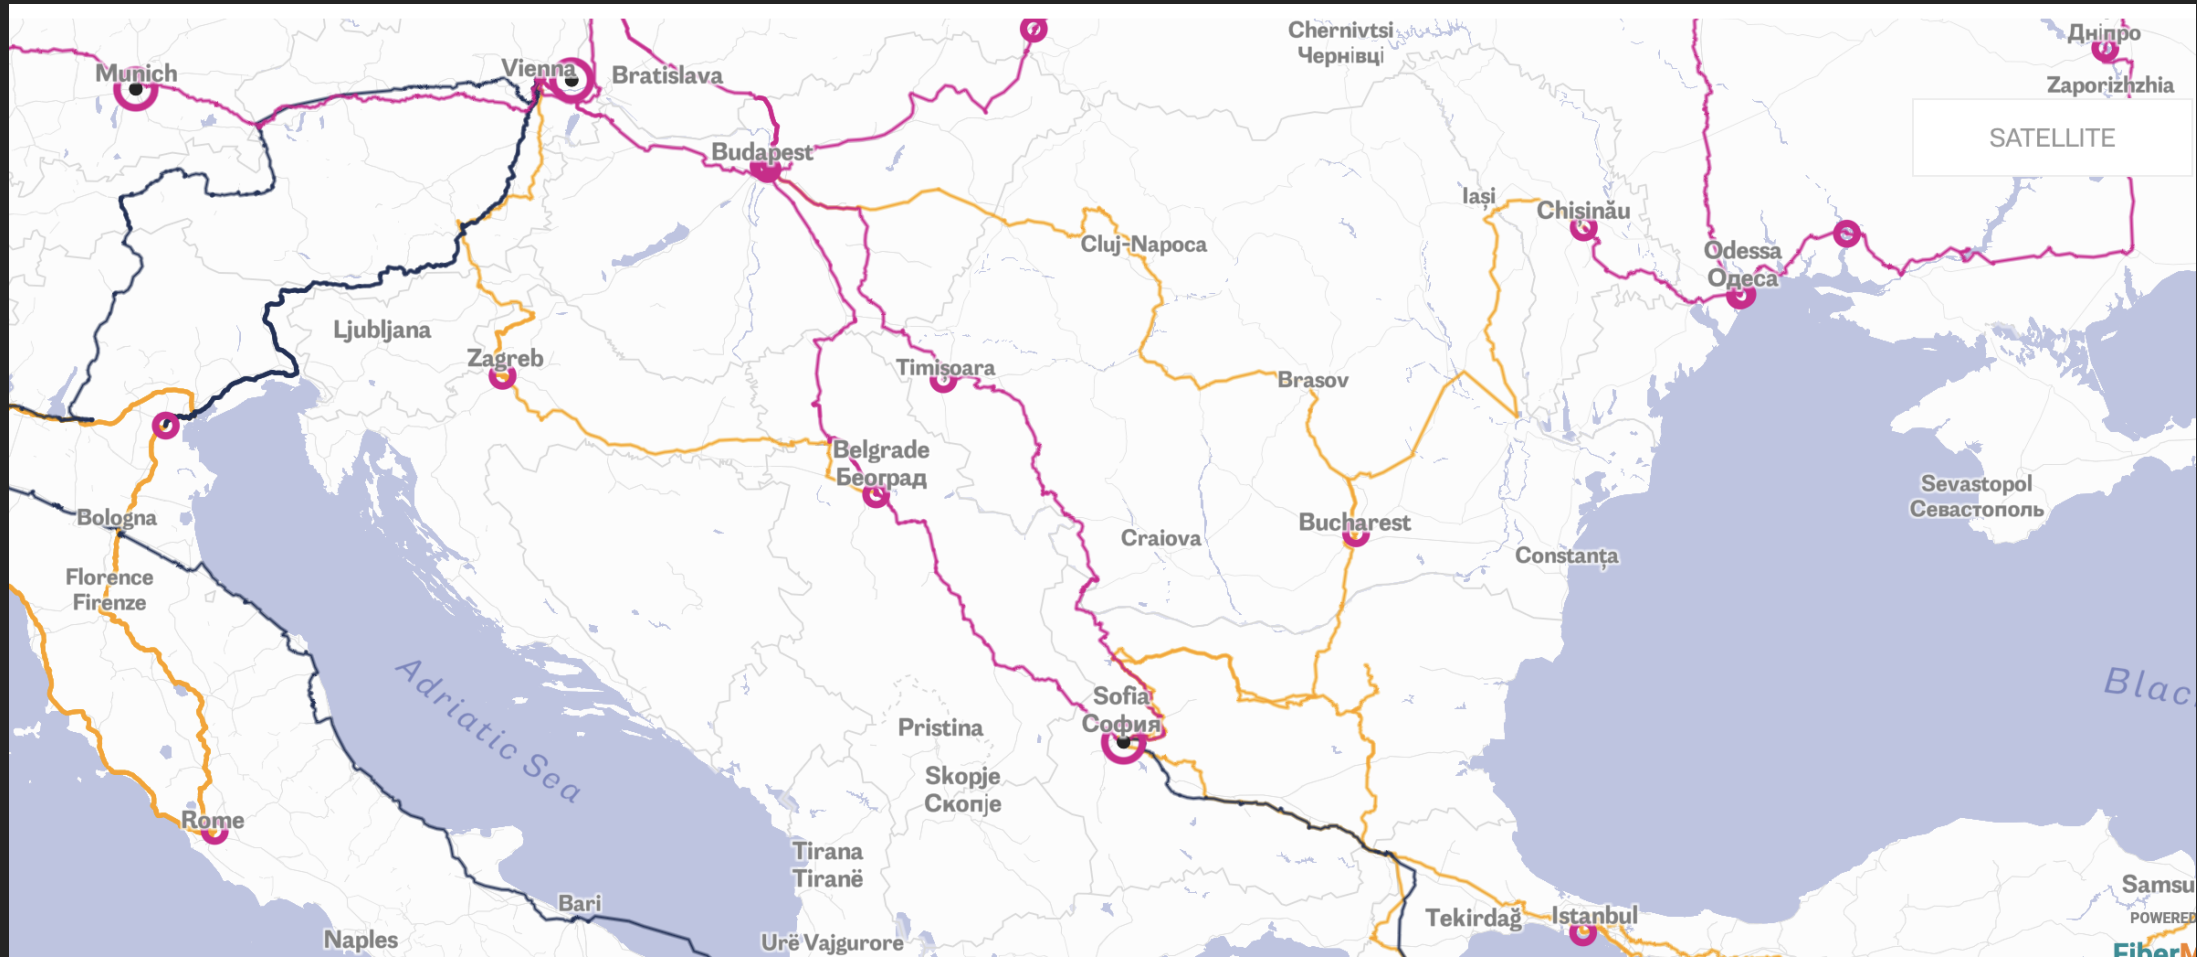 Chernivtsi
Чернівці
Дніпро
Munich
Vienna
Bratislava
Zaporizhzhia
SATELLITE
Budapest
Iași
Chișinău
Cluj-Napoca
Odessa
Одеса
Ljubljana
Zagreb
Timișoara
Brasov
Belgrade
Београд
Sevastopol
Севастополь
Bologna
Bucharest
Craiova
Constanța
Florence
Firenze
Adriatic Sea
Blac
Sofia
София
Pristina
Skopje
Скопје
Rome
Tirana
Tiranë
Samsu
Bari
Tekirdağ
Istanbul
POWERED
Naples
Urë Vajgurore
FiberM